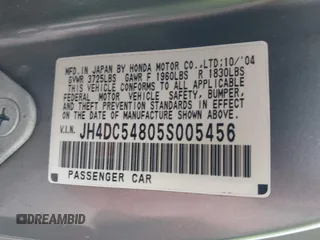 MFD. IN JAPAN BY HONDA MOTOR CO.,LTD:10/'04
GVWR 3725LBS GAWR F 1960LBS R 1830LBS
THIS VEHICLE CONFORMS TO ALL APPLICABLE
FEDERAL MOTOR VEHICLE SAFETY, BUMPER,
AND THEFT PREVENTION STANDARDS IN
EFFECT ON THE DATE OF MANUFACTURE
SHOWN ABOVE.
V.I.N. JH4DC54805S005456
PASSENGER CAR
DREAMBID